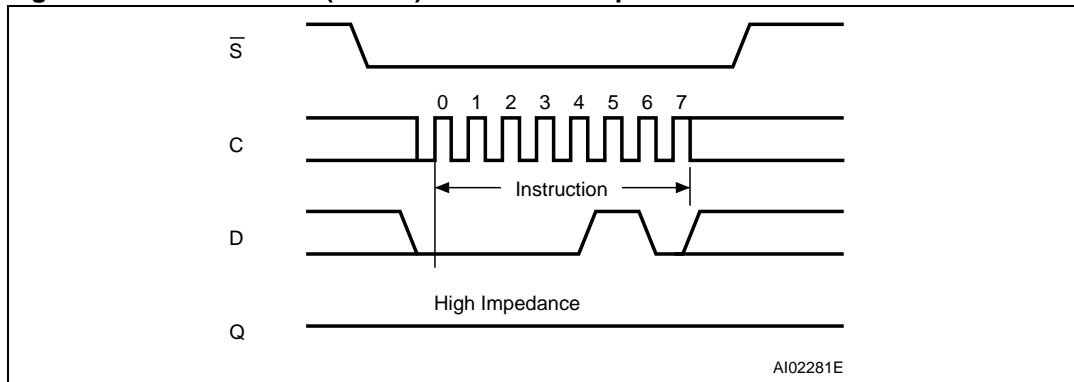 S̅
0 1 2 3 4 5 6 7
C
Instruction
D
High Impedance
Q
AI02281E